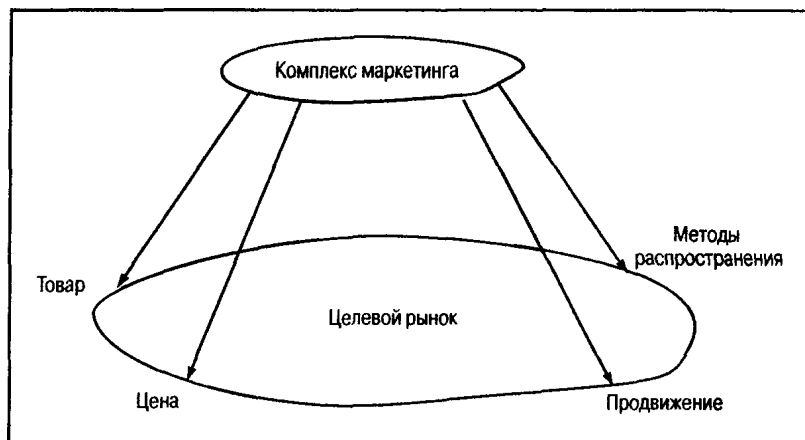 Комплекс маркетинга
Методы
распространения
Товар
Целевой рынок
Цена
Продвижение